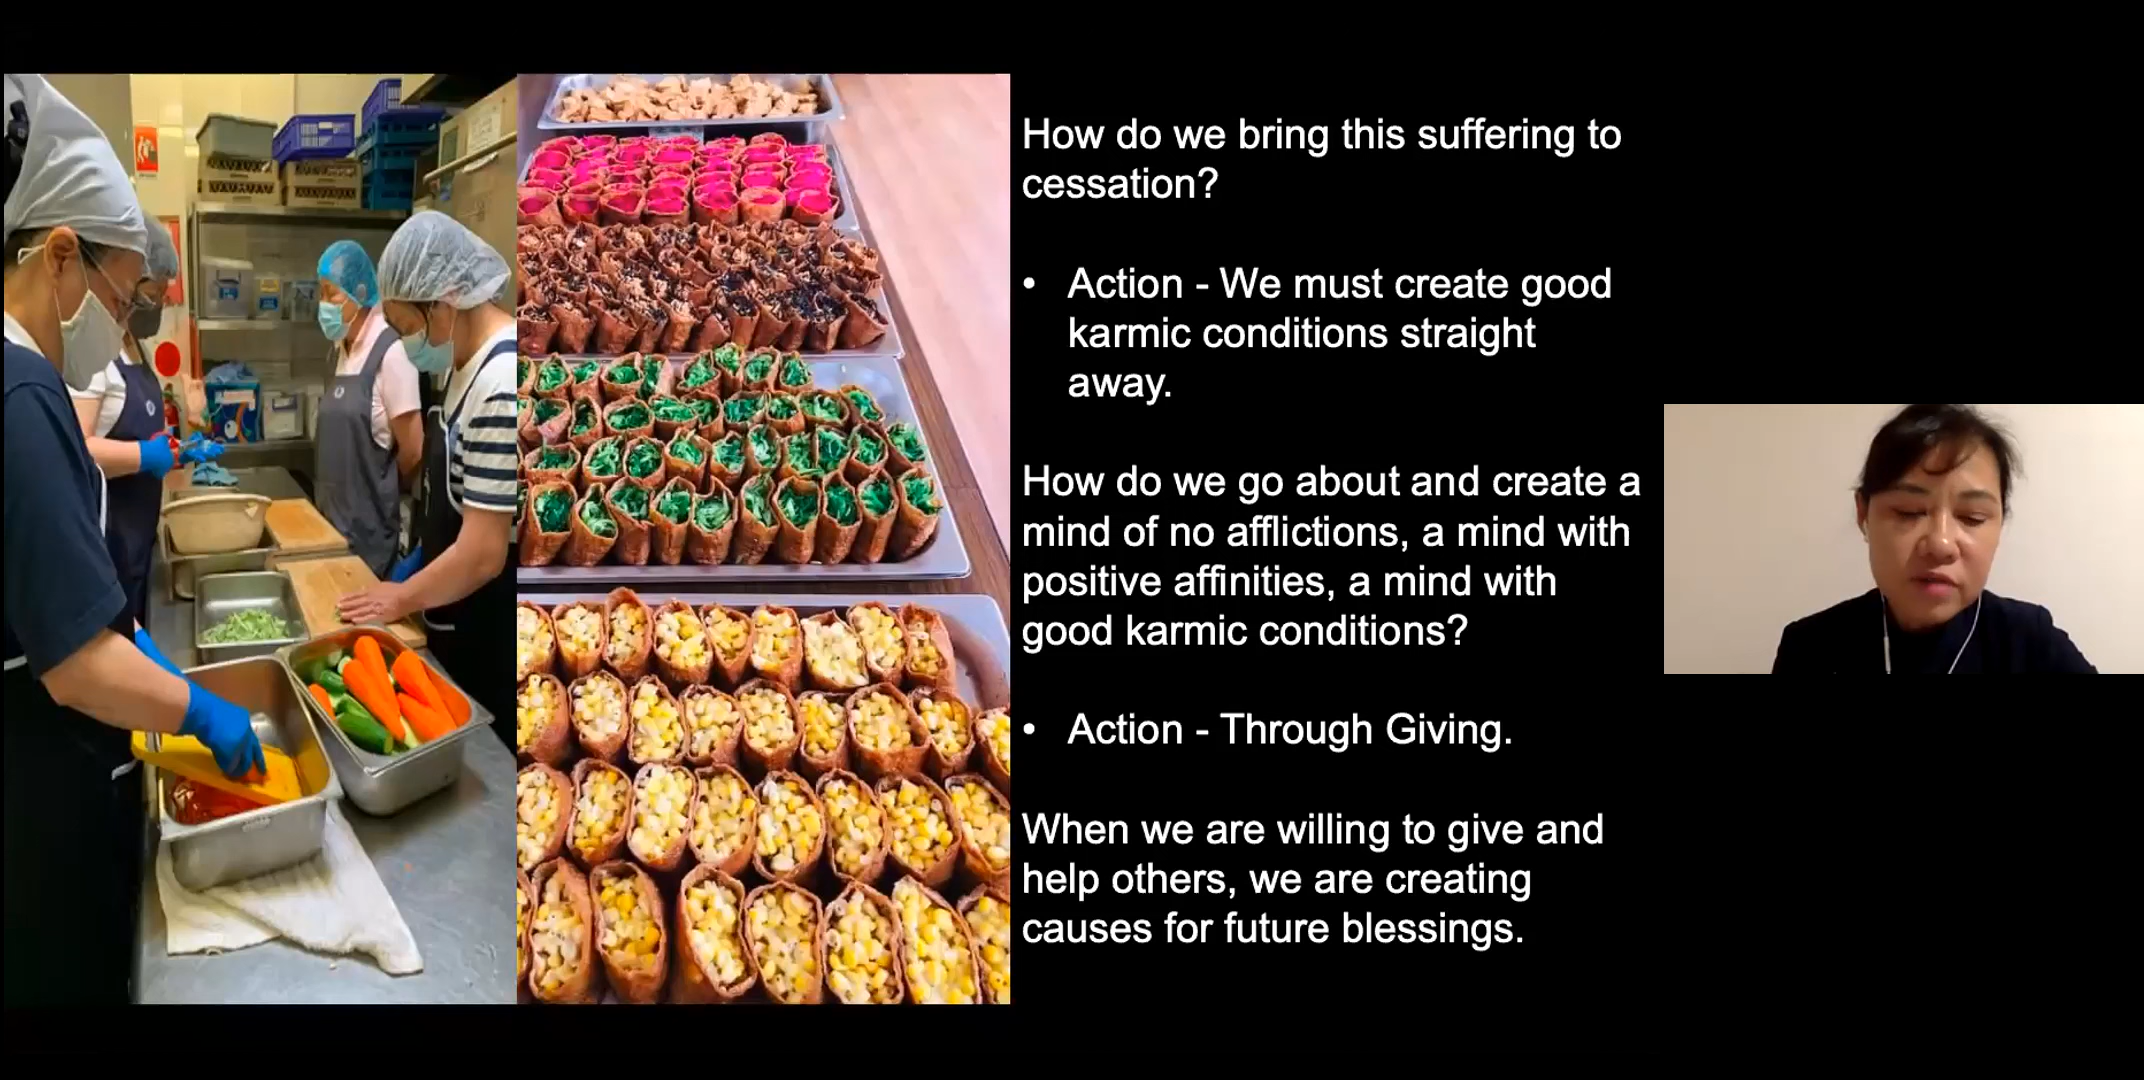 How do we bring this suffering to
cessation?
• Action - We must create good
karmic conditions straight
away.
How do we go about and create a
mind of no afflictions, a mind with
positive affinities, a mind with
good karmic conditions?
• Action - Through Giving.
When we are willing to give and
help others, we are creating
causes for future blessings.